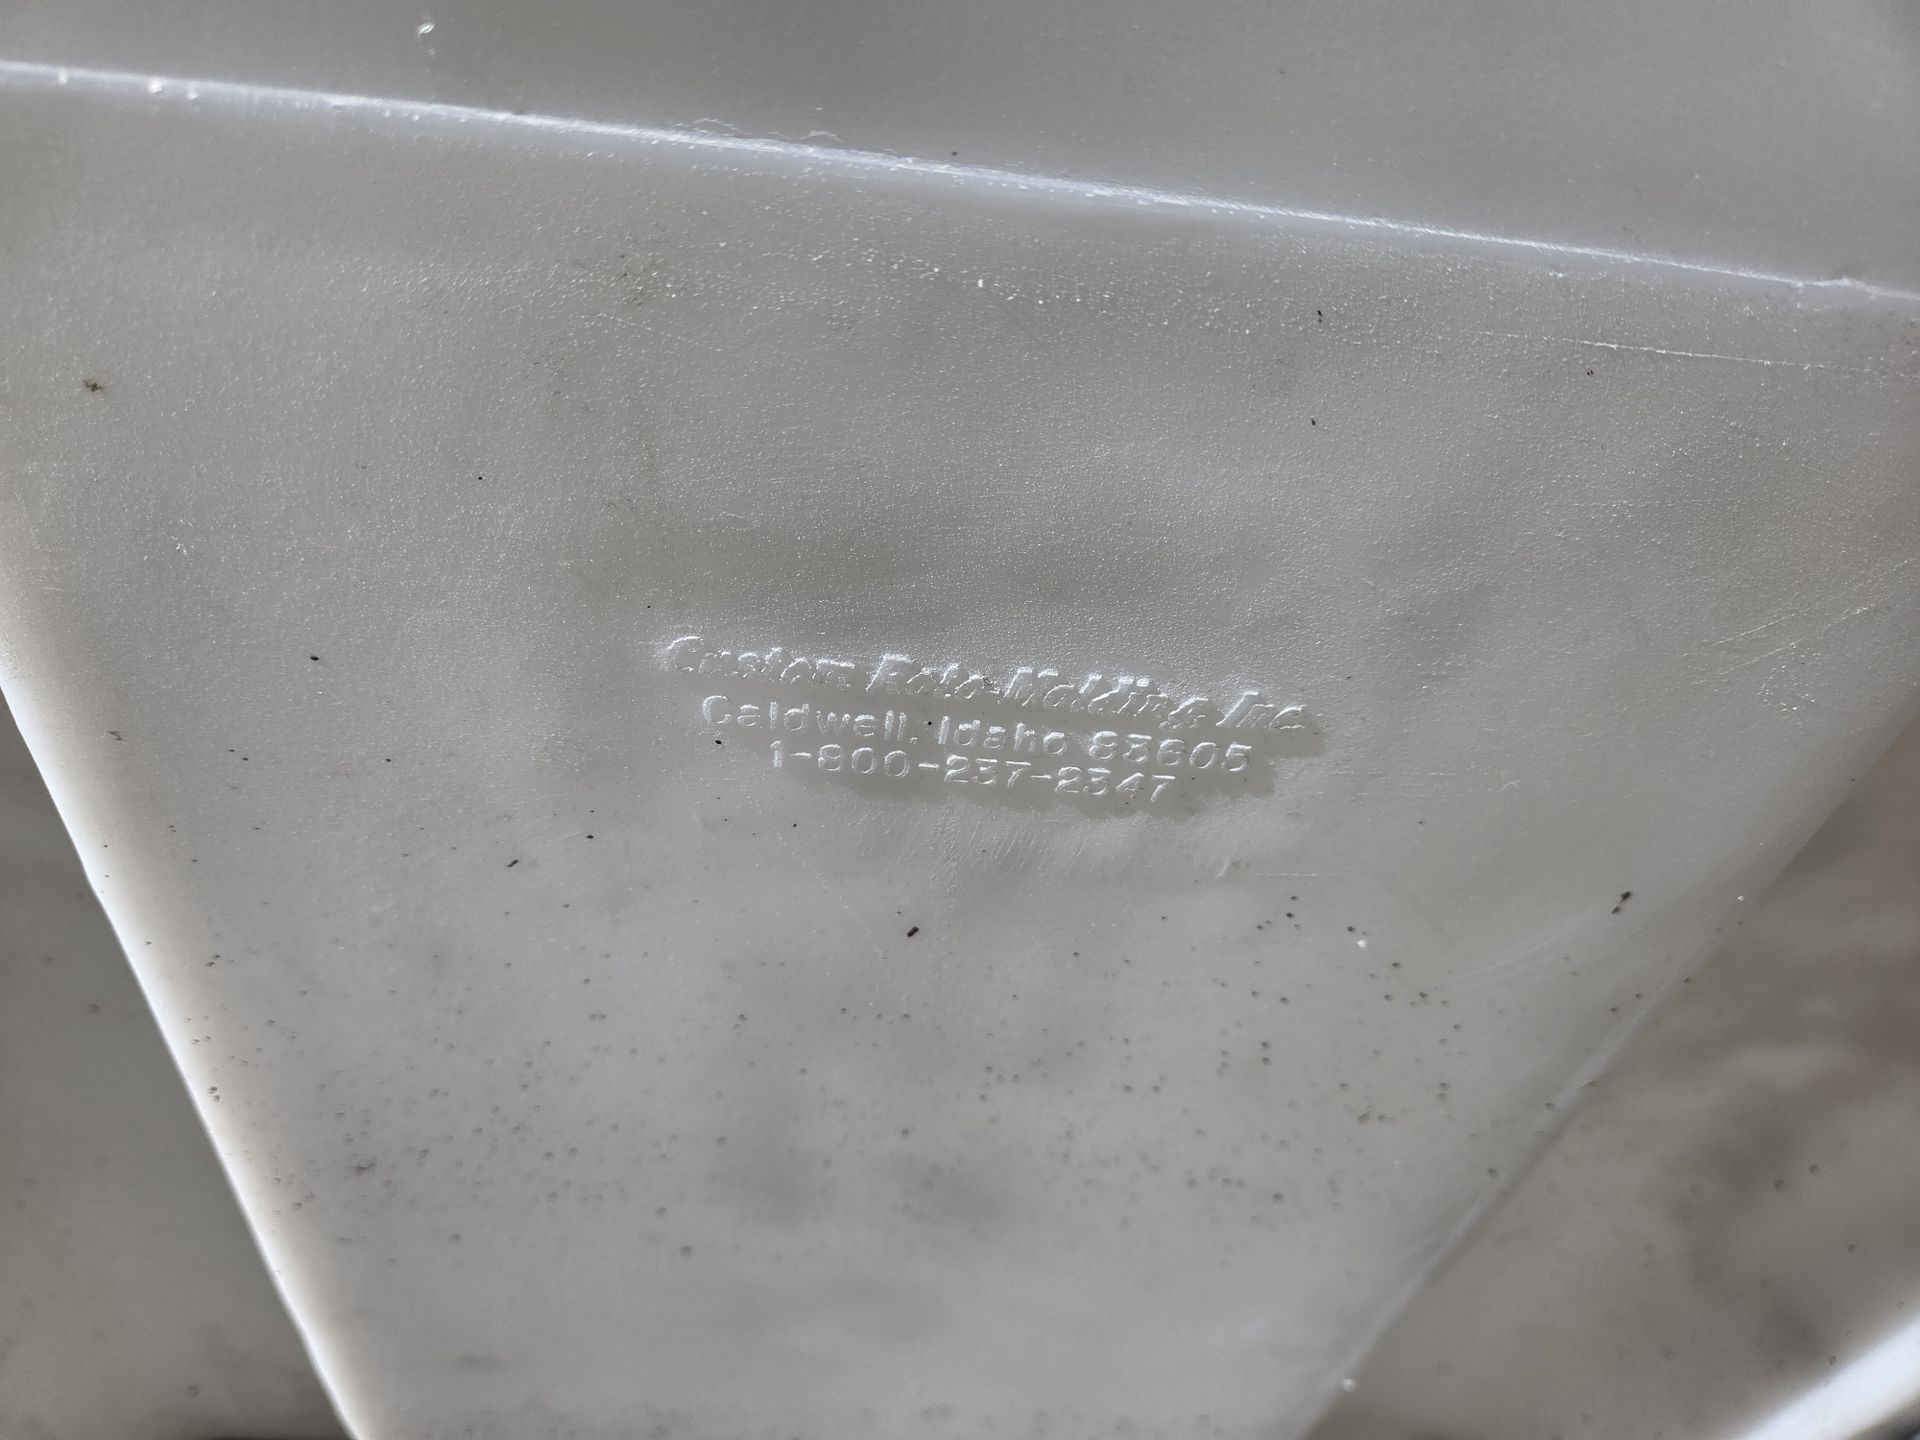 Custom Roto-Molding, Inc.
Caldwell, Idaho 83605
1-800-237-2347